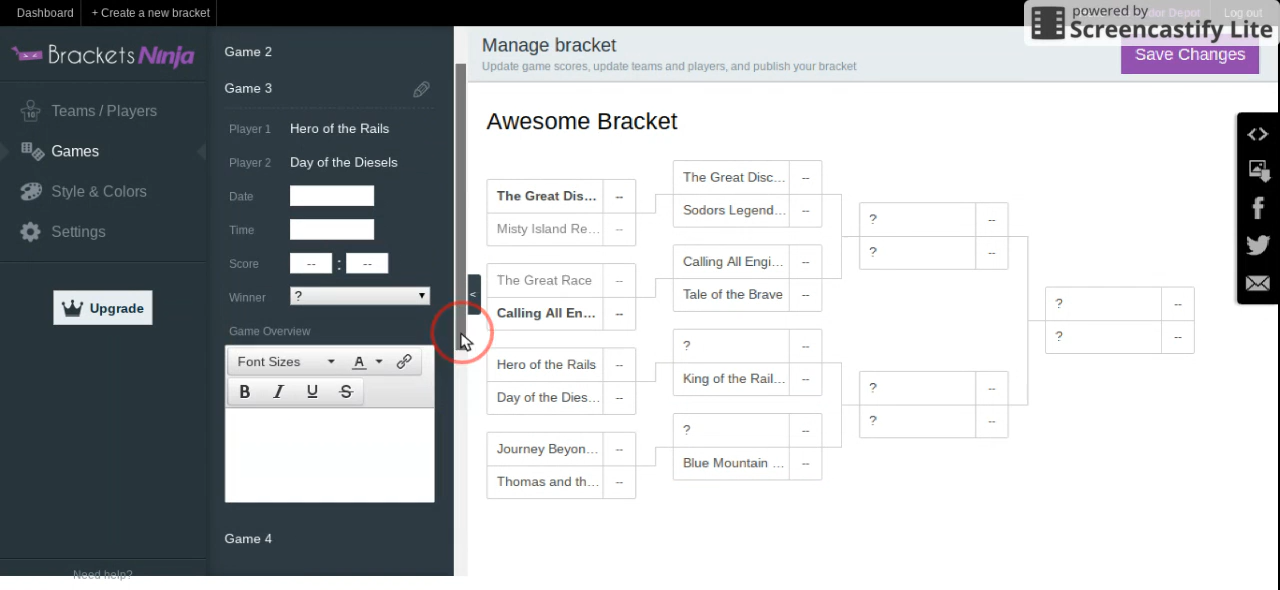 Dashboard
+ Create a new bracket
Depot
Log out
powered by
Screencastify Lite
Brackets Ninja
Teams / Players
Games
Style & Colors
Settings
Upgrade
Need help?
Game 2
Game 3
Player 1 Hero of the Rails
Player 2 Day of the Diesels
Date
Time
Score -- : --
Winner ?
Game Overview
Font Sizes A
B I U S
Game 4
<
Manage bracket
Update game scores, update teams and players, and publish your bracket
Save Changes
Awesome Bracket
The Great Dis... --
Misty Island Re... --
The Great Race --
Calling All En... --
Hero of the Rails --
Day of the Dies... --
Journey Beyon... --
Thomas and th... --
The Great Disc... --
Sodors Legend... --
Calling All Engi... --
Tale of the Brave --
? --
King of the Rail... --
? --
Blue Mountain ... --
? --
? --
? --
? --
? --
? --